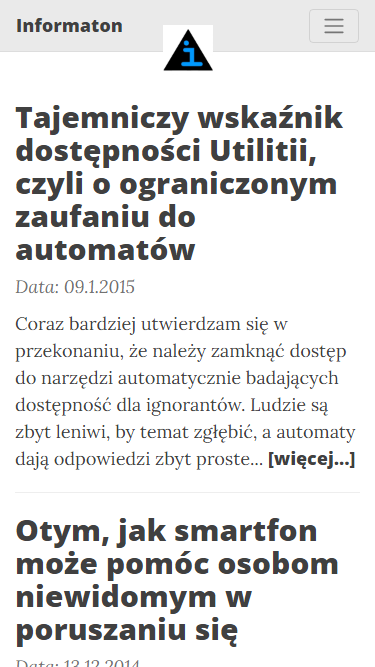 Informaton
i
Tajemniczy wskaźnik
dostępności Utilitii,
czyli o ograniczonym
zaufaniu do
automatów
Data: 09.1.2015
Coraz bardziej utwierdzam się w
przekonaniu, że należy zamknąć dostęp
do narzędzi automatycznie badających
dostępność dla ignorantów. Ludzie są
zbyt leniwi, by temat zgłębić, a automaty
dają odpowiedzi zbyt proste... [więcej...]
Otym, jak smartfon
może pomóc osobom
niewidomym w
poruszaniu się
Data: 13.12.2014